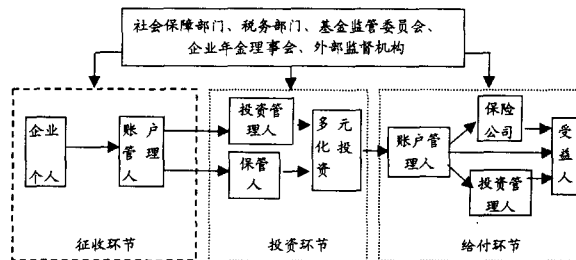 社会保障部门、税务部门、基金监管委员会、
企业年金理事会、外部监督机构
企业
个人
账户
管理
人
投资管
理人
保管
人
多元
化投
资
账户管
理人
保险
公司
投资管
理人
受
益
人
征收环节
投资环节
给付环节